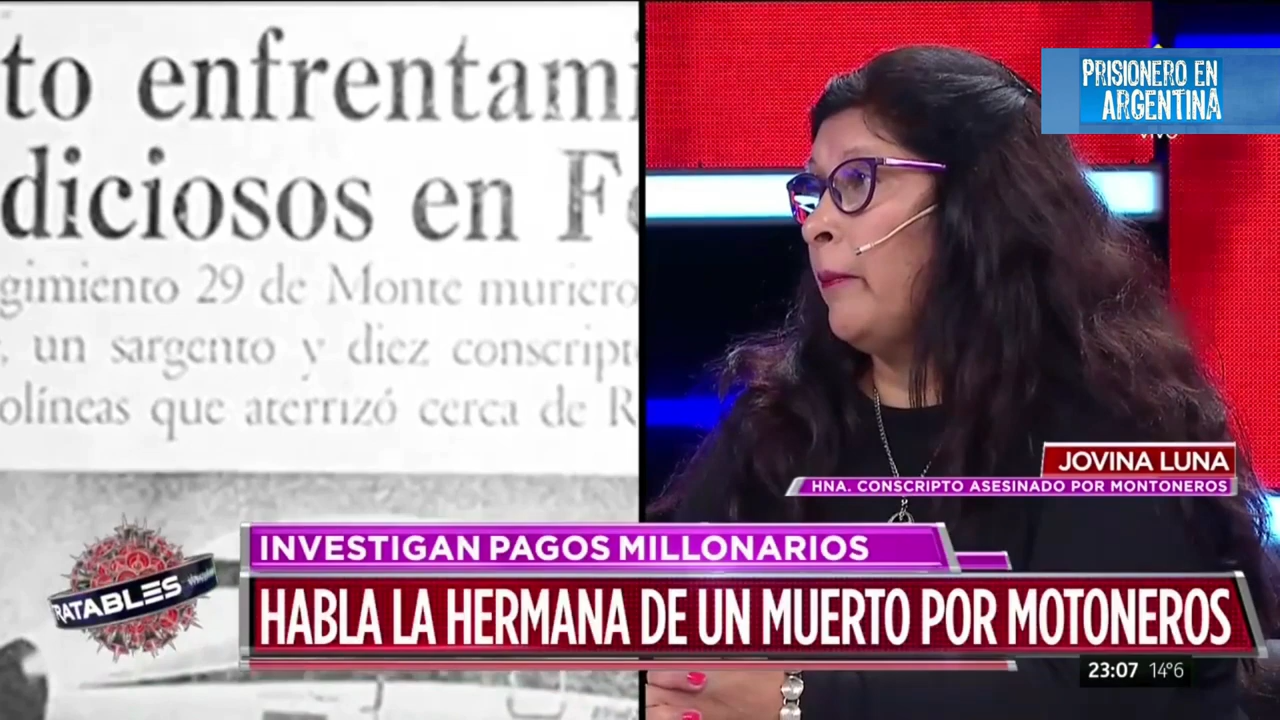 to enfrentami
diciosos en F
gimiento 29 de Monte muriero
un sargento y diez conscript
olíneas que aterrizó cerca de R
PRISIONERO EN
ARGENTINA
VIVO
JOVINA LUNA
HNA. CONSCRIPTO ASESINADO POR MONTONEROS
INVESTIGAN PAGOS MILLONARIOS
RATABLES
HABLA LA HERMANA DE UN MUERTO POR MOTONEROS
23:07 14°6